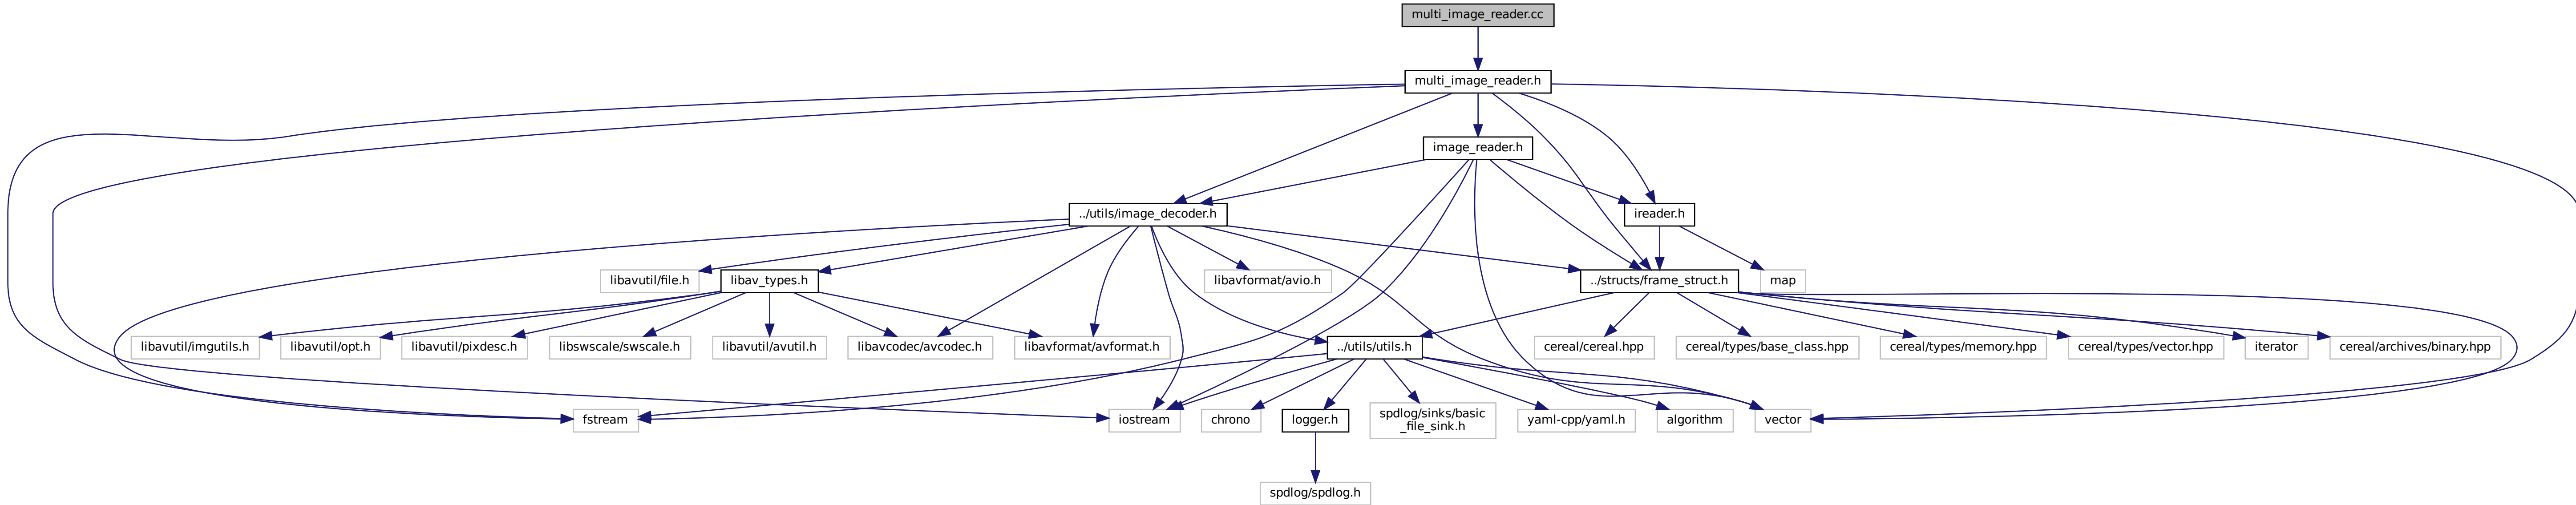 multi_image_reader.cc
multi_image_reader.h
image_reader.h
../utils/image_decoder.h
ireader.h
libavutil/file.h
libav_types.h
libavformat/avio.h
../structs/frame_struct.h
map
libavutil/imgutils.h
libavutil/opt.h
libavutil/pixdesc.h
libswscale/swscale.h
libavutil/avutil.h
libavcodec/avcodec.h
libavformat/avformat.h
../utils/utils.h
cereal/cereal.hpp
cereal/types/base_class.hpp
cereal/types/memory.hpp
cereal/types/vector.hpp
iterator
cereal/archives/binary.hpp
fstream
iostream
chrono
logger.h
spdlog/sinks/basic
_file_sink.h
yaml-cpp/yaml.h
algorithm
vector
spdlog/spdlog.h